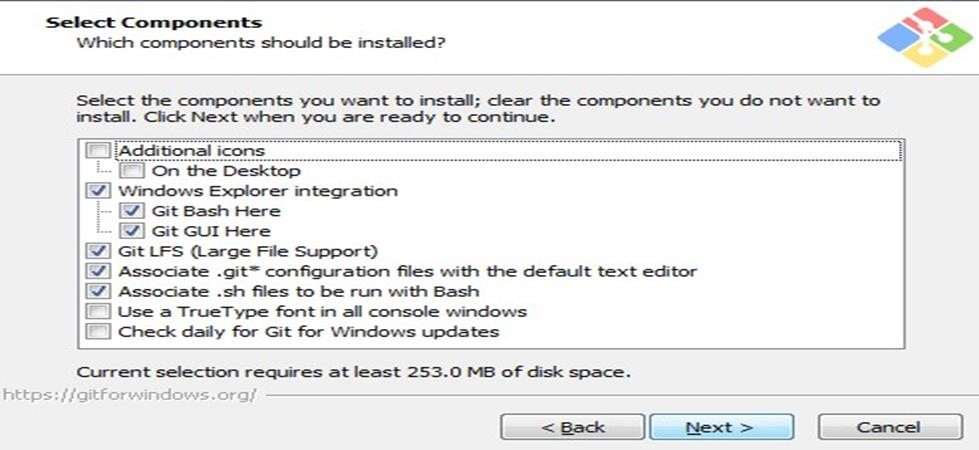 Select Components
Which components should be installed?
Select the components you want to install; clear the components you do not want to
install. Click Next when you are ready to continue.
Additional icons
On the Desktop
Windows Explorer integration
Git Bash Here
Git GUI Here
Git LFS (Large File Support)
Associate .git* configuration files with the default text editor
Associate .sh files to be run with Bash
Use a TrueType font in all console windows
Check daily for Git for Windows updates
Current selection requires at least 253.0 MB of disk space.
https://gitforwindows.org/
< Back Next > Cancel